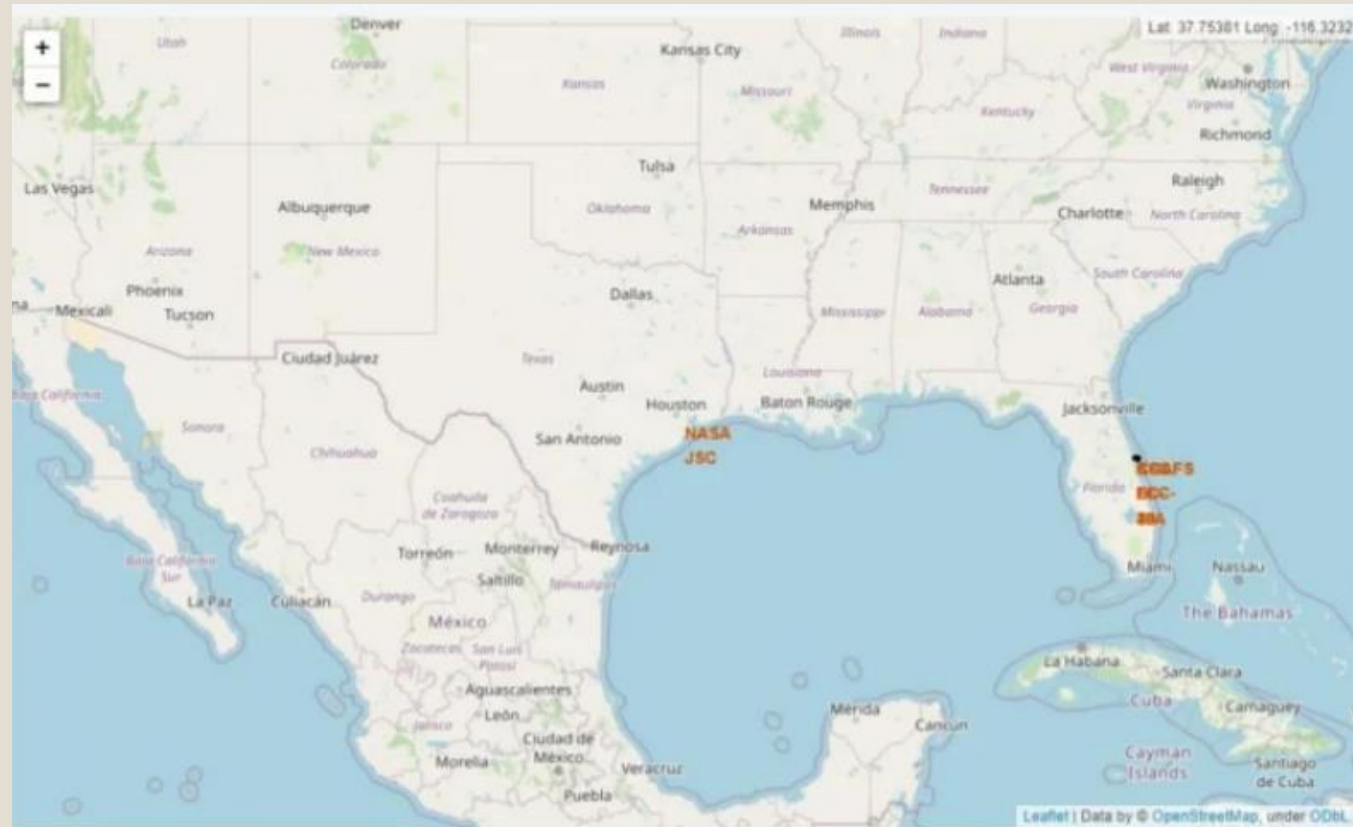 +
−
Lat: 37.75381 Long: -116.3232
Denver
Utah
Colorado
Kansas City
Illinois
Indiana
Kansas
Missouri
West Virginia
Washington
Kentucky
Virginia
Richmond
Las Vegas
Albuquerque
Tulsa
Oklahoma
Memphis
Tennessee
Raleigh
Charlotte
North Carolina
Arizona
New Mexico
Arkansas
South Carolina
Phoenix
Mexicali
Tucson
Dallas
Atlanta
Mississippi
Alabama
Georgia
Ciudad Juárez
Texas
Louisiana
Austin
Houston
Baton Rouge
Jacksonville
Sonora
Chihuahua
San Antonio
NASA
JSC
Florida
Coahuila
de Zaragoza
Torreón
Monterrey
Reynosa
Saltillo
Tamaulipas
Baja California
Sur
La Paz
Culiacán
Durango
Miami
Nassau
México
The Bahamas
Zacatecas
San Luis
Potosí
La Habana
Santa Clara
Aguascalientes
Cuba
León
Jalisco
Mérida
Cancún
Camagüey
Ciudad de
México
Morelia
Veracruz
Cayman
Islands
Santiago
de Cuba
Puebla
Leaflet | Data by © OpenStreetMap, under ODbL.